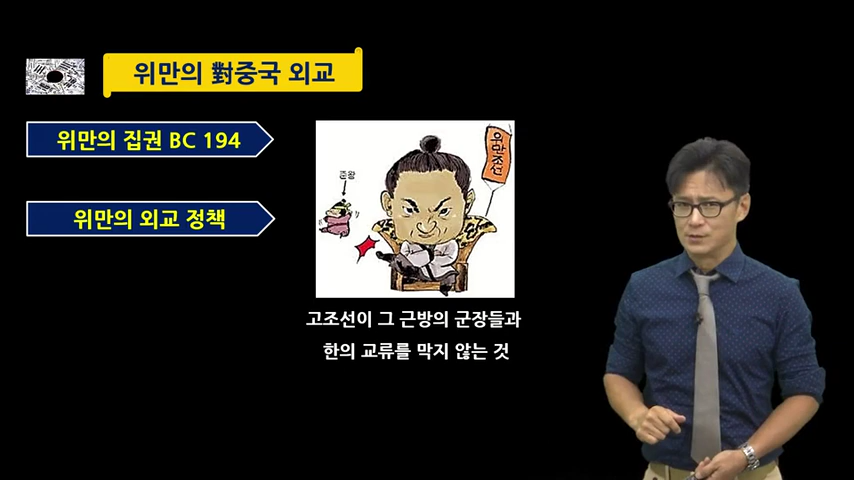 위만의 對중국 외교
위만의 집권 BC 194
위만의 외교 정책
준왕
위만조선
고조선이 그 근방의 군장들과
한의 교류를 막지 않는 것